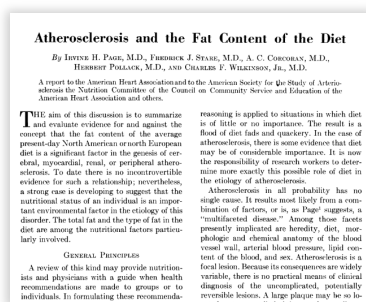 Atherosclerosis and the Fat Content of the Diet
By Irvine H. Page, M.D., Fredrick J. Stare, M.D., A. C. Corcoran, M.D.,
Herbert Pollack, M.D., and Charles F. Wilkinson, Jr., M.D.
A report to the American Heart Association and to the American Society for the Study of Arterio-
sclerosis the Nutrition Committee of the Council on Community Service and Education of the
American Heart Association and others.
THE aim of this discussion is to summarize
and evaluate evidence for and against the
concept that the fat content of the average
present-day North American or north European
diet is a significant factor in the genesis of cer-
ebral, myocardial, renal, or peripheral athero-
sclerosis. To date there is no incontrovertible
evidence for such a relationship; nevertheless,
a strong case is developing to suggest that the
nutritional status of an individual is an impor-
tant environmental factor in the etiology of this
disorder. The total fat and the type of fat in the
diet are among the nutritional factors particu-
larly involved.
General Principles
A review of this kind may provide nutrition-
ists and physicians with a guide when health
recommendations are made to groups or to
individuals. In formulating these recommenda-
reasoning is applied to situations in which diet
is of little or no importance. The result is a
flood of diet fads and quackery. In the case of
atherosclerosis, there is some evidence that diet
may be of considerable importance. It is now
the responsibility of research workers to deter-
mine more exactly this possible role of diet in
the etiology of atherosclerosis.
Atherosclerosis in all probability has no
single cause. It results most likely from a com-
bination of factors, or is, as Page¹ suggests, a
"multifaceted disease." Among those facets
presently implicated are heredity, diet, mor-
phologic and chemical anatomy of the blood
vessel wall, arterial blood pressure, lipid con-
tent of the blood, and sex. Atherosclerosis is a
focal lesion. Because its consequences are widely
variable, there is no practical means of clinical
diagnosis of the uncomplicated, potentially
reversible lesions. A large plaque may be so lo-